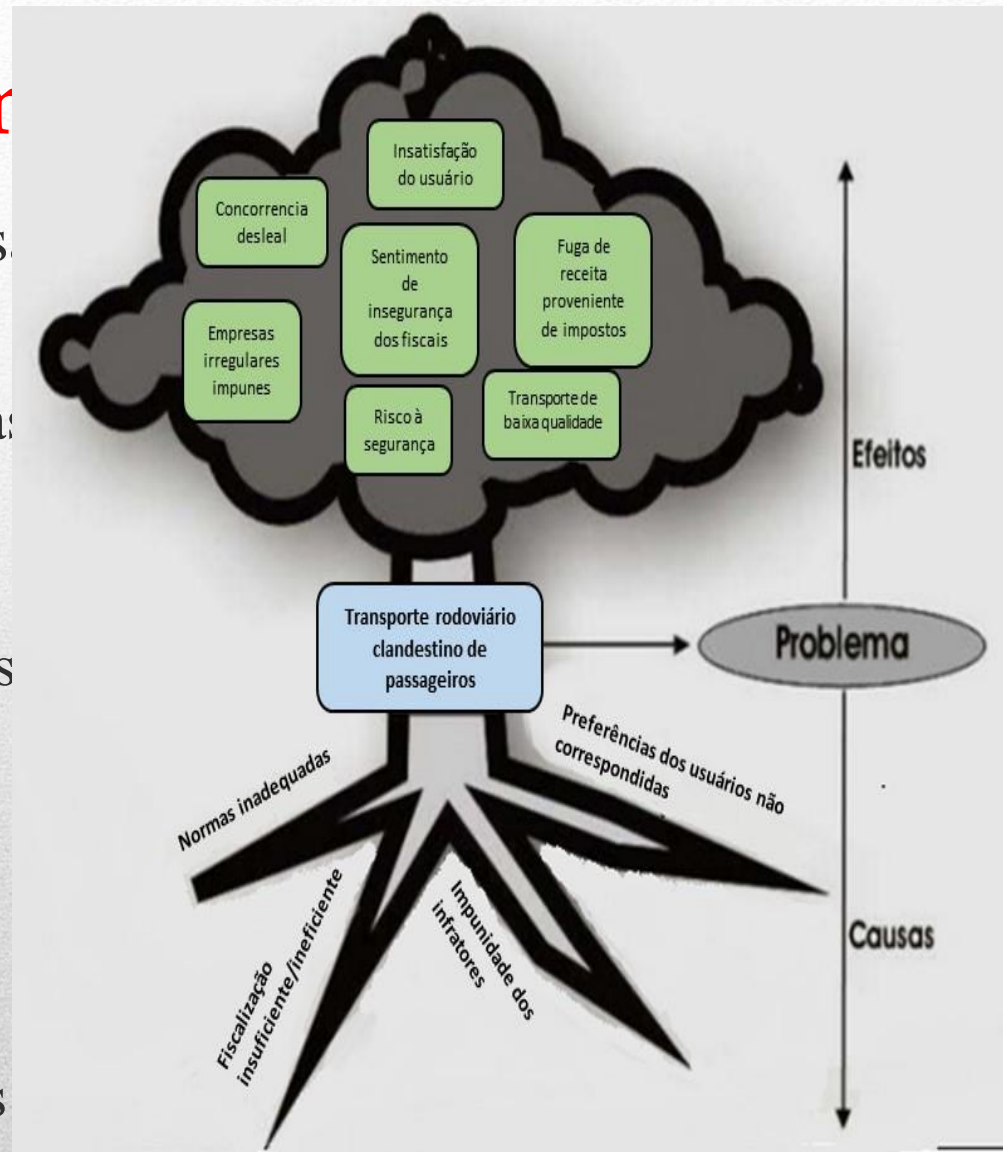 Insatisfação
do usuário
Concorrencia
desleal
Sentimento
de
insegurança
dos fiscais
Fuga de
receita
proveniente
de impostos
Empresas
irregulares
impunes
Risco à
segurança
Transporte de
baixa qualidade
Efeitos
Transporte rodoviário
clandestino de
passageiros
Problema
Normas inadequadas
Preferências dos usuários não
correspondidas
Fiscalização
insuficiente/ineficiente
Impunidade dos
infratores
Causas